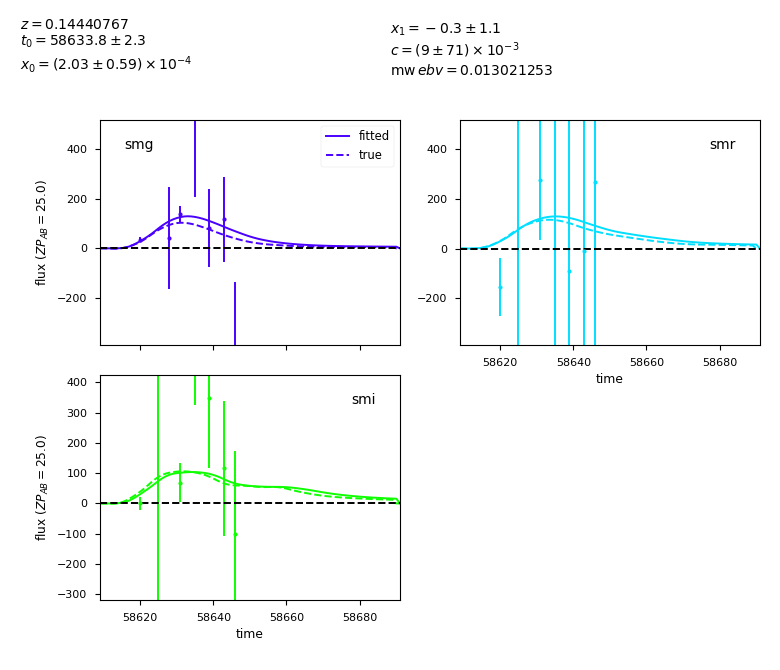 z = 0.14440767
t₀ = 58633.8 ± 2.3
x₀ = (2.03 ± 0.59) × 10⁻⁴
x₁ = −0.3 ± 1.1
c = (9 ± 71) × 10⁻³
mw ebv = 0.013021253
smg
fitted
true
400
200
0
−200
flux (ZP_AB = 25.0)
smr
400
200
0
−200
58620 58640 58660 58680
time
smi
400
300
200
100
0
−100
−200
−300
flux (ZP_AB = 25.0)
58620 58640 58660 58680
time